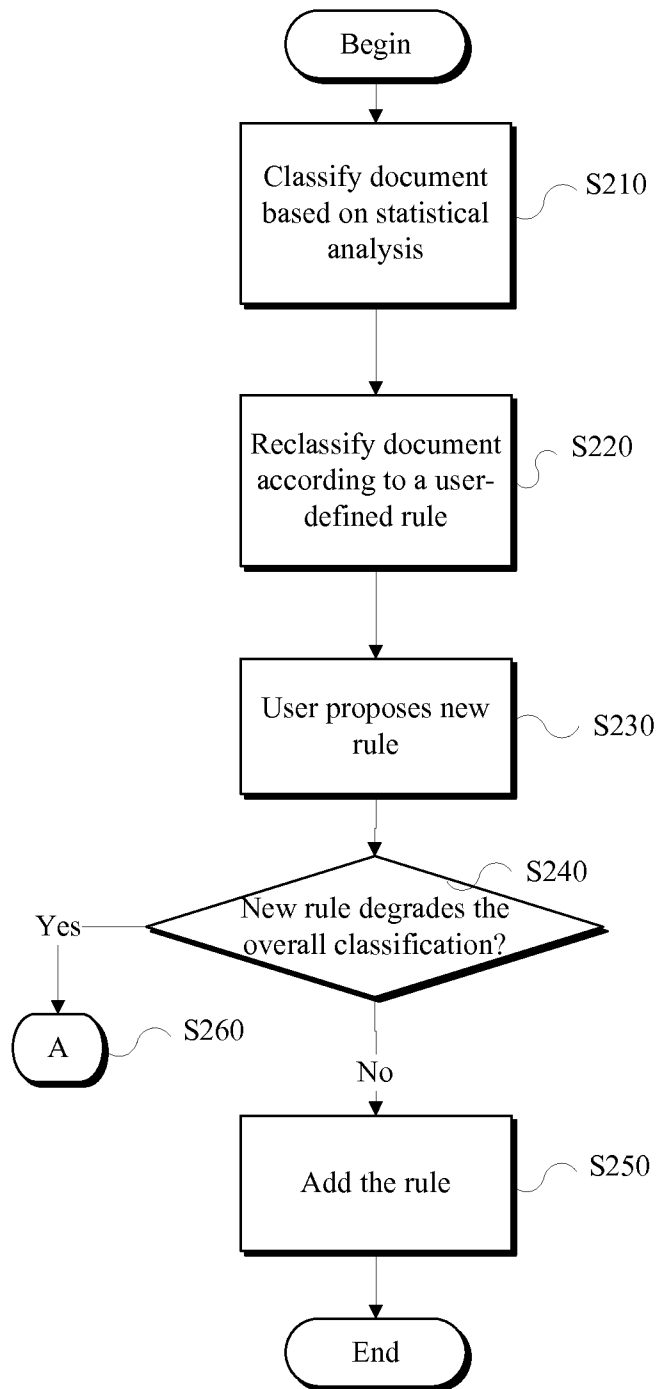 Begin
Classify document
based on statistical
analysis
S210
Reclassify document
according to a user-
defined rule
S220
User proposes new
rule
S230
S240
New rule degrades the
overall classification?
Yes
A
S260
No
Add the rule
S250
End